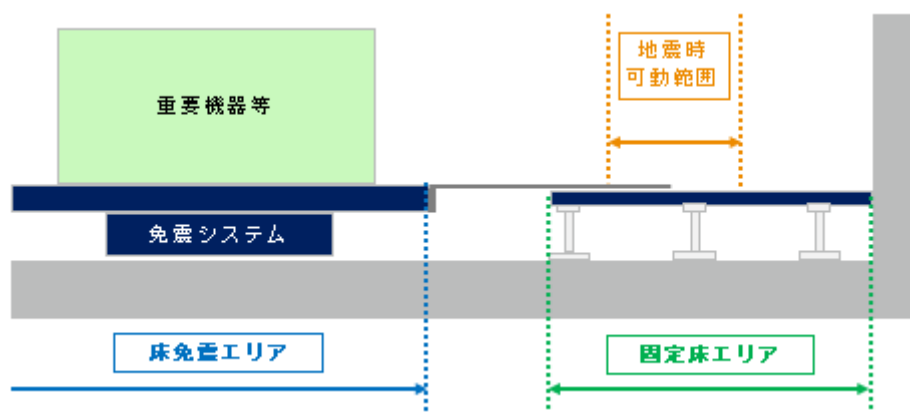 地震時
可動範囲
重要機器等
免震システム
床免震エリア
固定床エリア